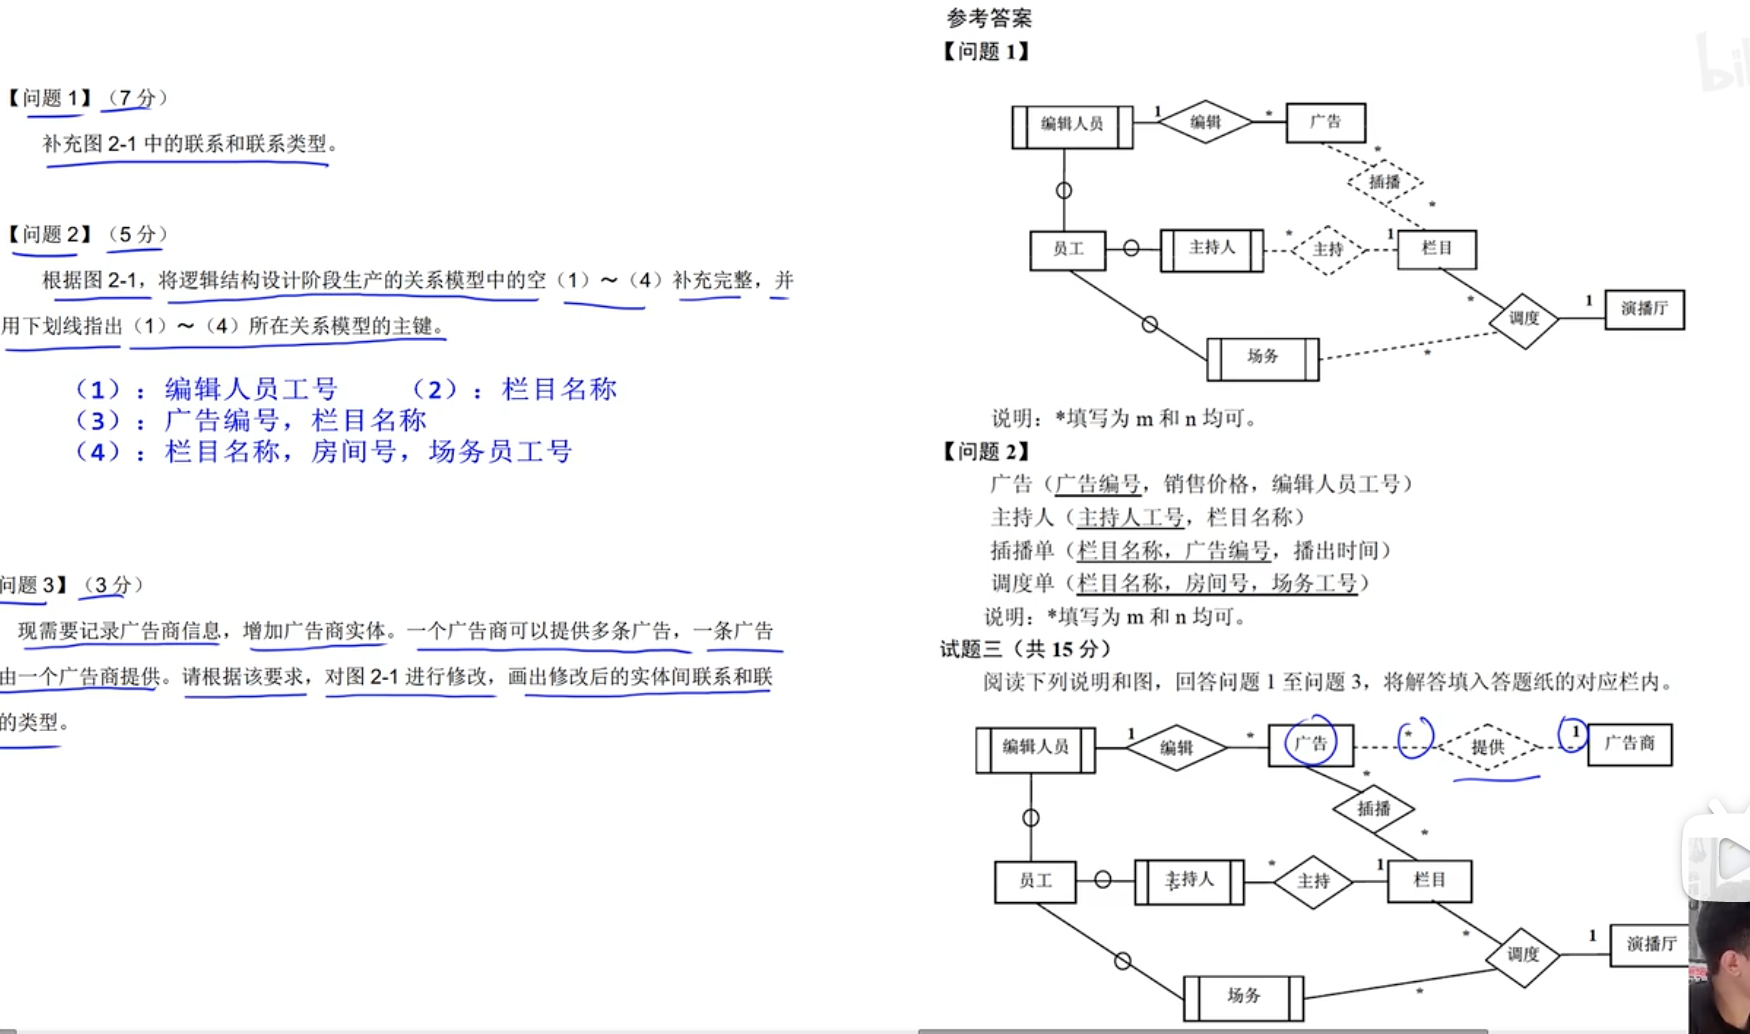 【问题 1】（7 分）
补充图 2-1 中的联系和联系类型。
【问题 2】（5 分）
根据图 2-1，将逻辑结构设计阶段生产的关系模型中的空（1）～（4）补充完整，并
用下划线指出（1）～（4）所在关系模型的主键。
（1）：编辑人员工号 （2）：栏目名称
（3）：广告编号，栏目名称
（4）：栏目名称，房间号，场务员工号
问题 3】（3 分）
现需要记录广告商信息，增加广告商实体。一个广告商可以提供多条广告，一条广告
由一个广告商提供。请根据该要求，对图 2-1 进行修改，画出修改后的实体间联系和联
的类型。
参考答案
【问题 1】
编辑人员 1 编辑 * 广告
*
插播
*
员工 主持人 * 主持 1 栏目
* 调度 1 演播厅
场务 *
说明：*填写为 m 和 n 均可。
【问题 2】
广告（广告编号，销售价格，编辑人员工号）
主持人（主持人工号，栏目名称）
插播单（栏目名称，广告编号，播出时间）
调度单（栏目名称，房间号，场务工号）
说明：*填写为 m 和 n 均可。
试题三（共 15 分）
阅读下列说明和图，回答问题 1 至问题 3，将解答填入答题纸的对应栏内。
编辑人员 1 编辑 * 广告 * 提供 1 广告商
*
插播
*
员工 主持人 * 主持 1 栏目
* 调度 1 演播厅
场务 *
bil